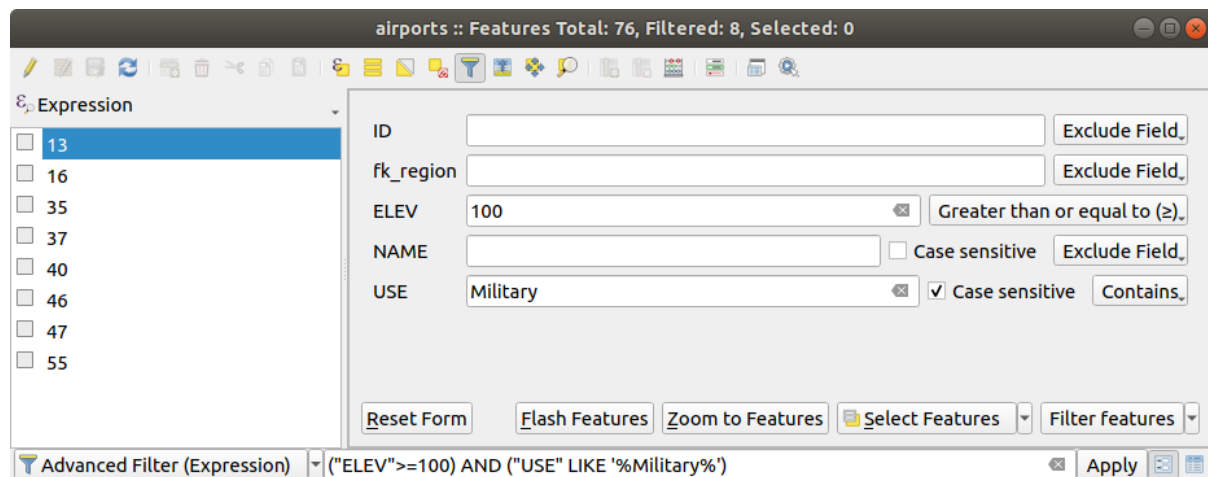 airports :: Features Total: 76, Filtered: 8, Selected: 0
Expression
13
16
35
37
40
46
47
55
ID Exclude Field
fk_region Exclude Field
ELEV 100 Greater than or equal to (≥)
NAME Case sensitive Exclude Field
USE Military Case sensitive Contains
Reset Form Flash Features Zoom to Features Select Features Filter features
Advanced Filter (Expression) ("ELEV">=100) AND ("USE" LIKE '%Military%') Apply